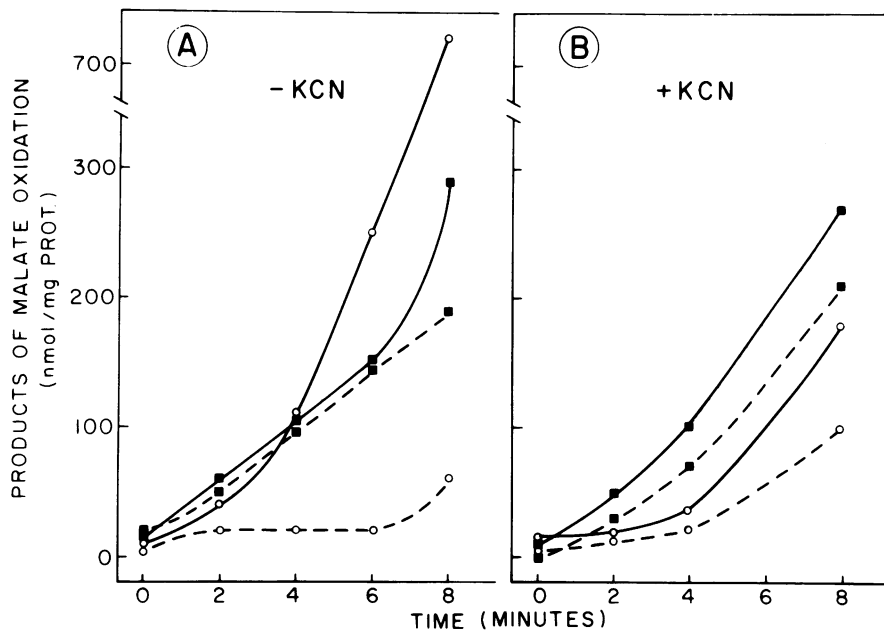 A
- KCN
B
+ KCN
PRODUCTS OF MALATE OXIDATION
(nmol/mg PROT.)
700
300
200
100
0
0 2 4 6 8
0 2 4 6 8
TIME (MINUTES)